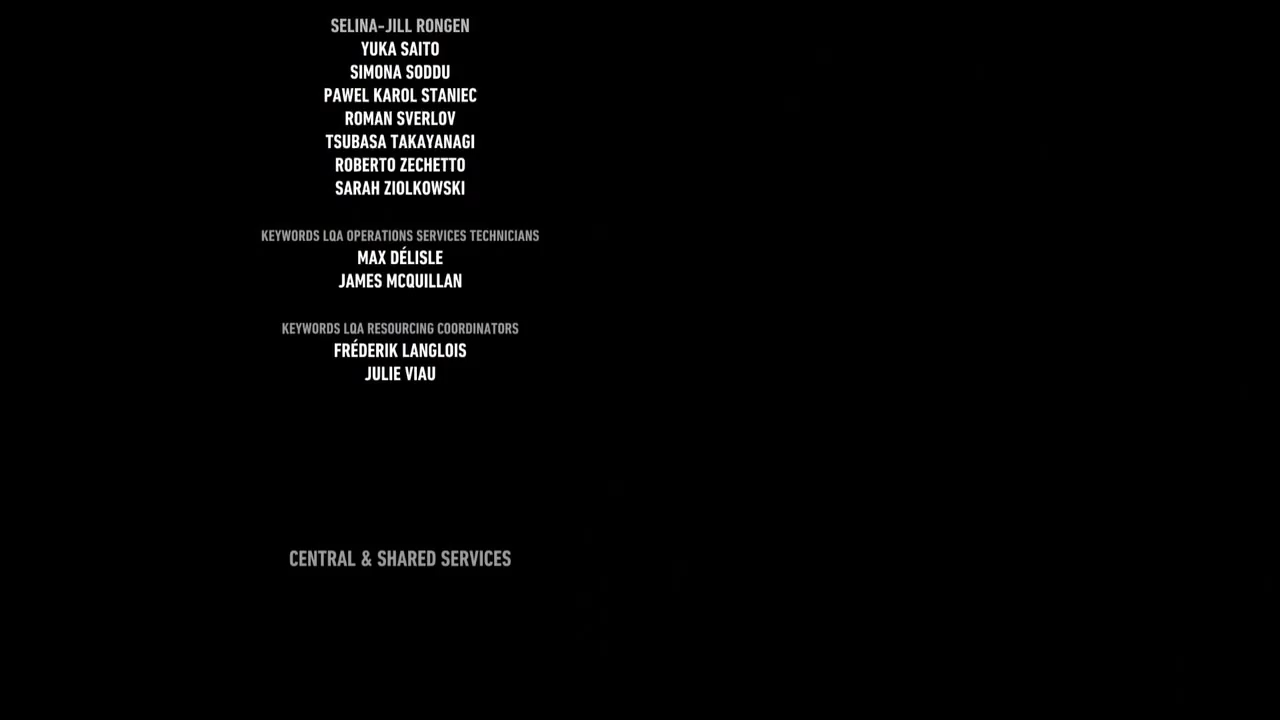 SELINA-JILL RONGEN
YUKA SAITO
SIMONA SODDU
PAWEL KAROL STANIEC
ROMAN SVERLOV
TSUBASA TAKAYANAGI
ROBERTO ZECHETTO
SARAH ZIOLKOWSKI
KEYWORDS LQA OPERATIONS SERVICES TECHNICIANS
MAX DÉLISLE
JAMES MCQUILLAN
KEYWORDS LQA RESOURCING COORDINATORS
FRÉDERIK LANGLOIS
JULIE VIAU
CENTRAL & SHARED SERVICES